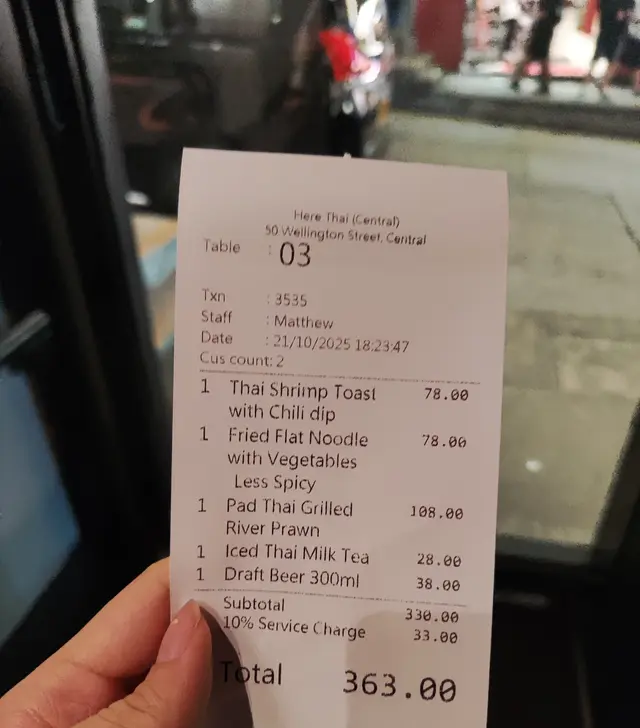 Here Thai (Central)
50 Wellington Street, Central
Table : 03
Txn : 3535
Staff : Matthew
Date : 21/10/2025 18:23:47
Cus count: 2
1 Thai Shrimp Toast 78.00
with Chili dip
1 Fried Flat Noodle 78.00
with Vegetables
Less Spicy
1 Pad Thai Grilled 108.00
River Prawn
1 Iced Thai Milk Tea 28.00
1 Draft Beer 300ml 38.00
Subtotal 330.00
10% Service Charge 33.00
Total 363.00